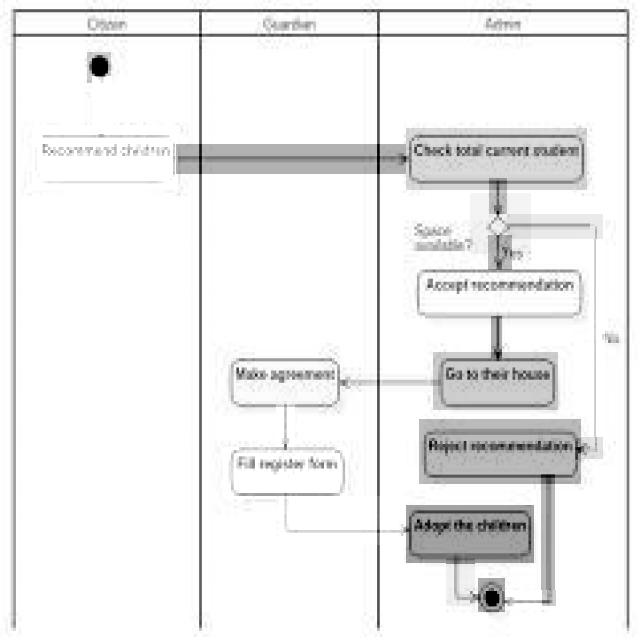 Citizen
Guardian
Admin
Recommend children
Check total current student
Space
available?
Yes
Accept recommendation
No
Make agreement
Go to their house
Reject recommendation
Fill register form
Adopt the children